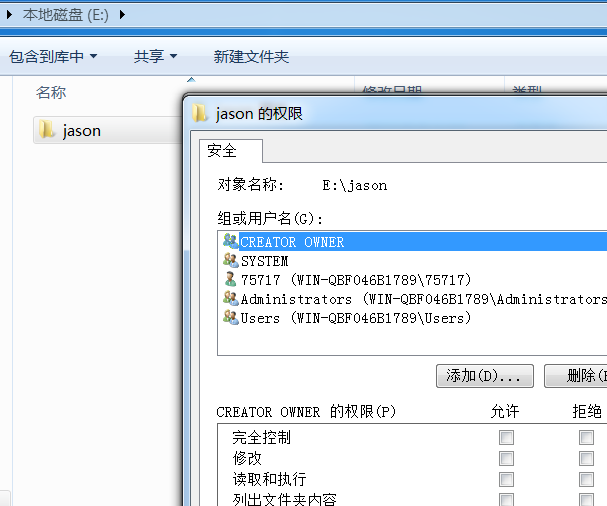 本地磁盘 (E:)
包含到库中 共享 新建文件夹
名称 修改日期 类型
jason
jason 的权限
安全
对象名称: E:\jason
组或用户名(G):
CREATOR OWNER
SYSTEM
75717 (WIN-QBF046B1789\75717)
Administrators (WIN-QBF046B1789\Administrators
Users (WIN-QBF046B1789\Users)
添加(D)... 删除(
CREATOR OWNER 的权限(P) 允许 拒绝
完全控制
修改
读取和执行
列出文件夹内容